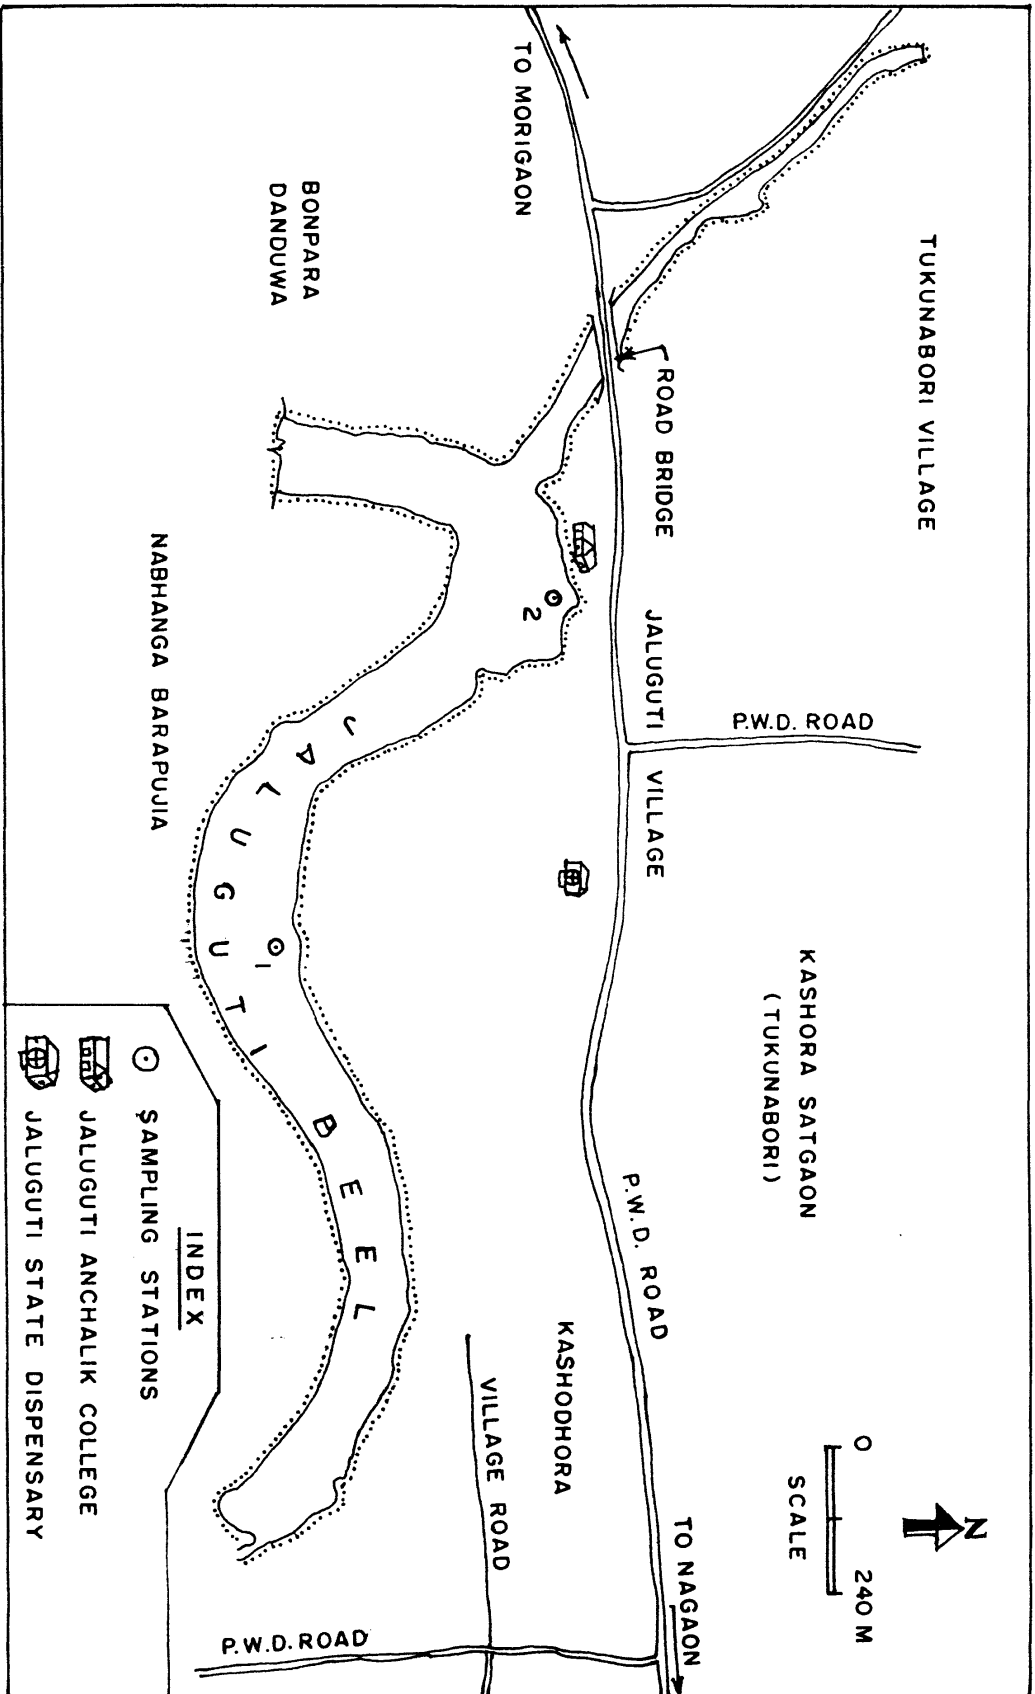 N
0 240 M
SCALE
TUKUNABORI VILLAGE
P.W.D. ROAD
KASHORA SATGAON
(TUKUNABORI)
ROAD BRIDGE
JALUGUTI VILLAGE
P.W.D. ROAD
TO NAGAON
TO MORIGAON
KASHODHORA
VILLAGE ROAD
2
BONPARA
DANDUWA
JALUGUTI BEEL
1
NABHANGA BARAPUJIA
P.W.D. ROAD
INDEX
SAMPLING STATIONS
JALUGUTI ANCHALIK COLLEGE
JALUGUTI STATE DISPENSARY